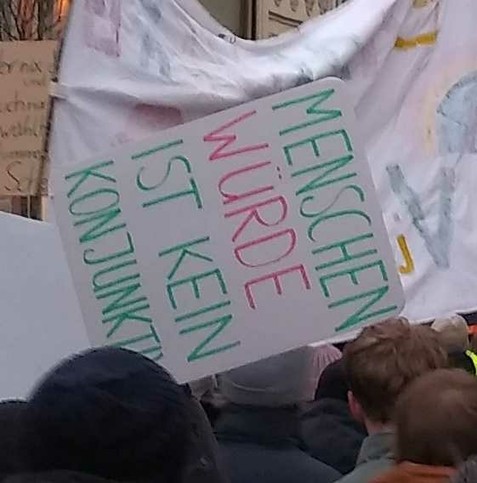 MENSCHEN
WÜRDE
IST KEIN
KONJUNKTI